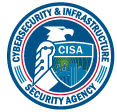 CYBERSECURITY & INFRASTRUCTURE
CISA
SECURITY AGENCY